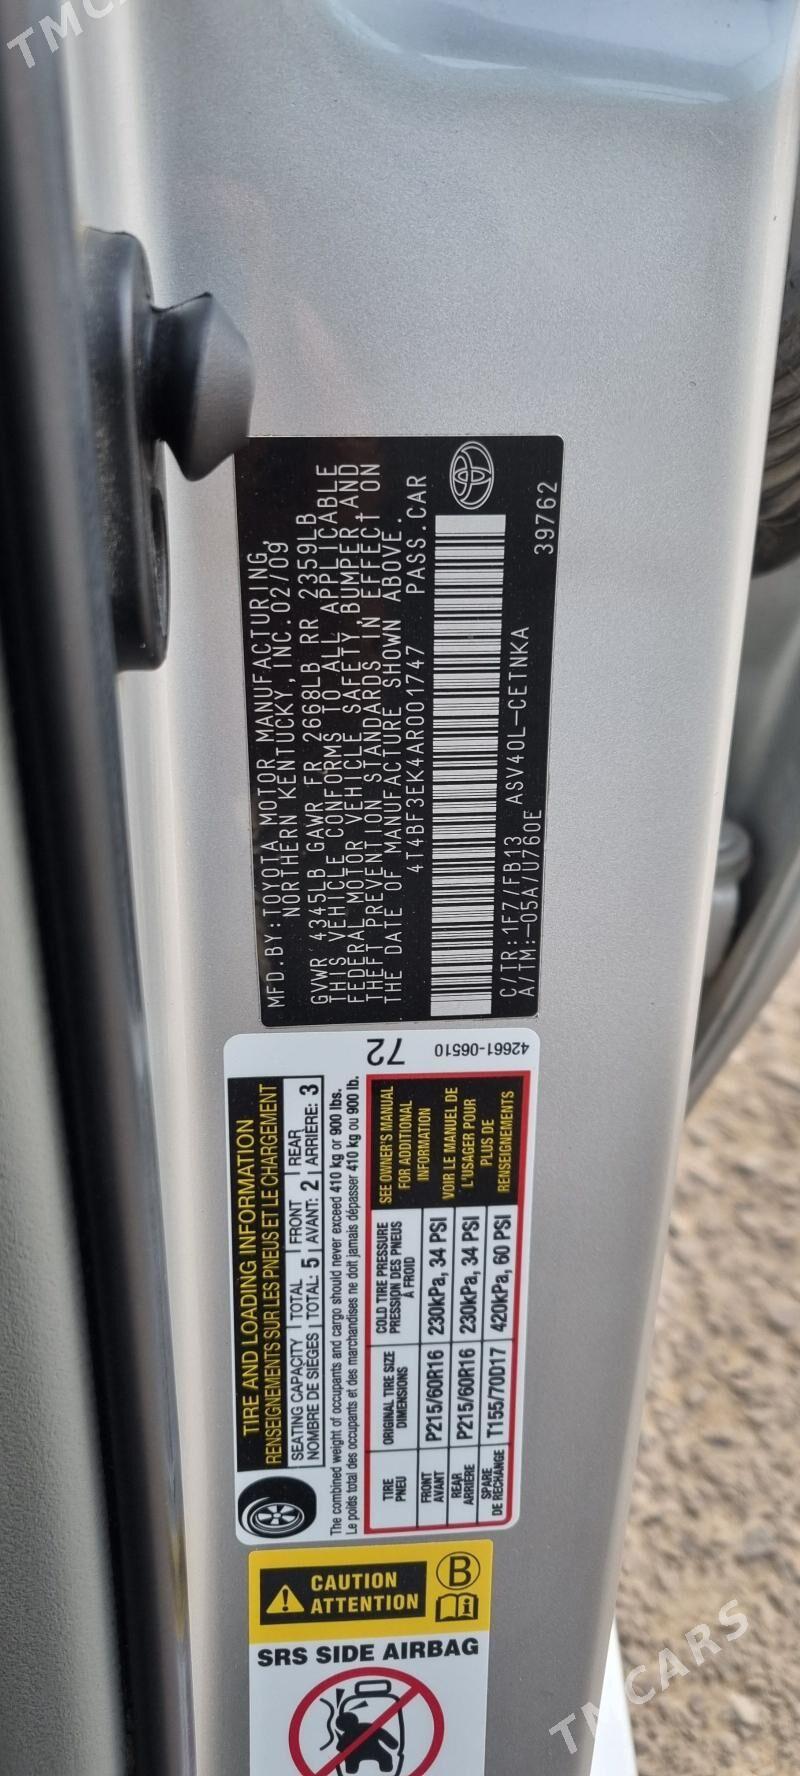 TMCARS
MFD.BY:TOYOTA MOTOR MANUFACTURING,
NORTHERN KENTUCKY, INC.02/09
GVWR 4345LB GAWR FR 2668LB RR 2359LB
THIS VEHICLE CONFORMS TO ALL APPLICABLE
FEDERAL MOTOR VEHICLE SAFETY,BUMPER,AND
THEFT PREVENTION STANDARDS IN EFFECT ON
THE DATE OF MANUFACTURE SHOWN ABOVE.
4T4BF3EK4AR001747 PASS.CAR
C/TR:1F7/FB13 ASV40L-CETNKA
A/TM:-05A/U760E 39762
72
42661-06510
TIRE AND LOADING INFORMATION
RENSEIGNEMENTS SUR LES PNEUS ET LE CHARGEMENT
SEATING CAPACITY TOTAL FRONT REAR
NOMBRE DE SIÈGES TOTAL: 5 AVANT: 2 ARRIÈRE: 3
The combined weight of occupants and cargo should never exceed 410 kg or 900 lbs.
Le poids total des occupants et des marchandises ne doit jamais dépasser 410 kg ou 900 lb.
TIRE
PNEU
ORIGINAL TIRE SIZE
DIMENSIONS
COLD TIRE PRESSURE
PRESSION DES PNEUS
À FROID
FRONT
AVANT
P215/60R16 230kPa, 34 PSI
REAR
ARRIÈRE
P215/60R16 230kPa, 34 PSI
SPARE
DE RECHANGE
T155/70D17 420kPa, 60 PSI
SEE OWNER'S MANUAL
FOR ADDITIONAL
INFORMATION
VOIR LE MANUEL DE
L'USAGER POUR
PLUS DE
RENSEIGNEMENTS
CAUTION
ATTENTION
B
SRS SIDE AIRBAG
TMCARS